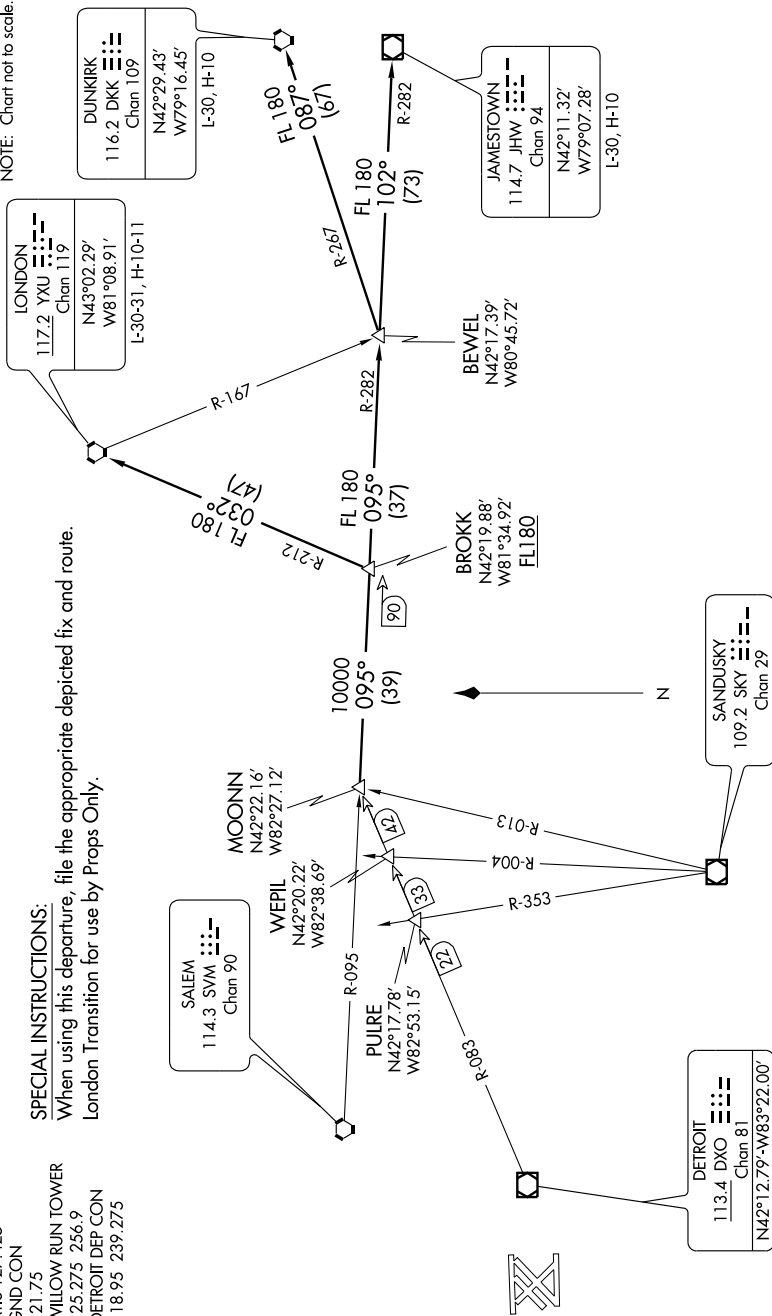 NOTE: Chart not to scale.
GND CON
21.75
WILLOW RUN TOWER
25.275 256.9
DETROIT DEP CON
18.95 239.275
SPECIAL INSTRUCTIONS:
When using this departure, file the appropriate depicted fix and route.
London Transition for use by Props Only.
LONDON
117.2 YXU
Chan 119
N43°02.29'
W81°08.91'
L-30-31, H-10-11
DUNKIRK
116.2 DKK
Chan 109
N42°29.43'
W79°16.45'
L-30, H-10
JAMESTOWN
114.7 JHW
Chan 94
N42°11.32'
W79°07.28'
L-30, H-10
FL 180
087°
(67)
R-267
FL 180
102°
(73)
R-282
R-167
FL 180
032°
(47)
R-212
FL 180
095°
(37)
R-282
BEWEL
N42°17.39'
W80°45.72'
BROKK
N42°19.88'
W81°34.92'
FL180
90
10000
095°
(39)
MOONN
N42°22.16'
W82°27.12'
WEPIL
N42°20.22'
W82°38.69'
PULRE
N42°17.78'
W82°53.15'
SALEM
114.3 SVM
Chan 90
R-095
42
33
22
R-083
R-013
R-004
R-353
N
SANDUSKY
109.2 SKY
Chan 29
DETROIT
113.4 DXO
Chan 81
N42°12.79'-W83°22.00'